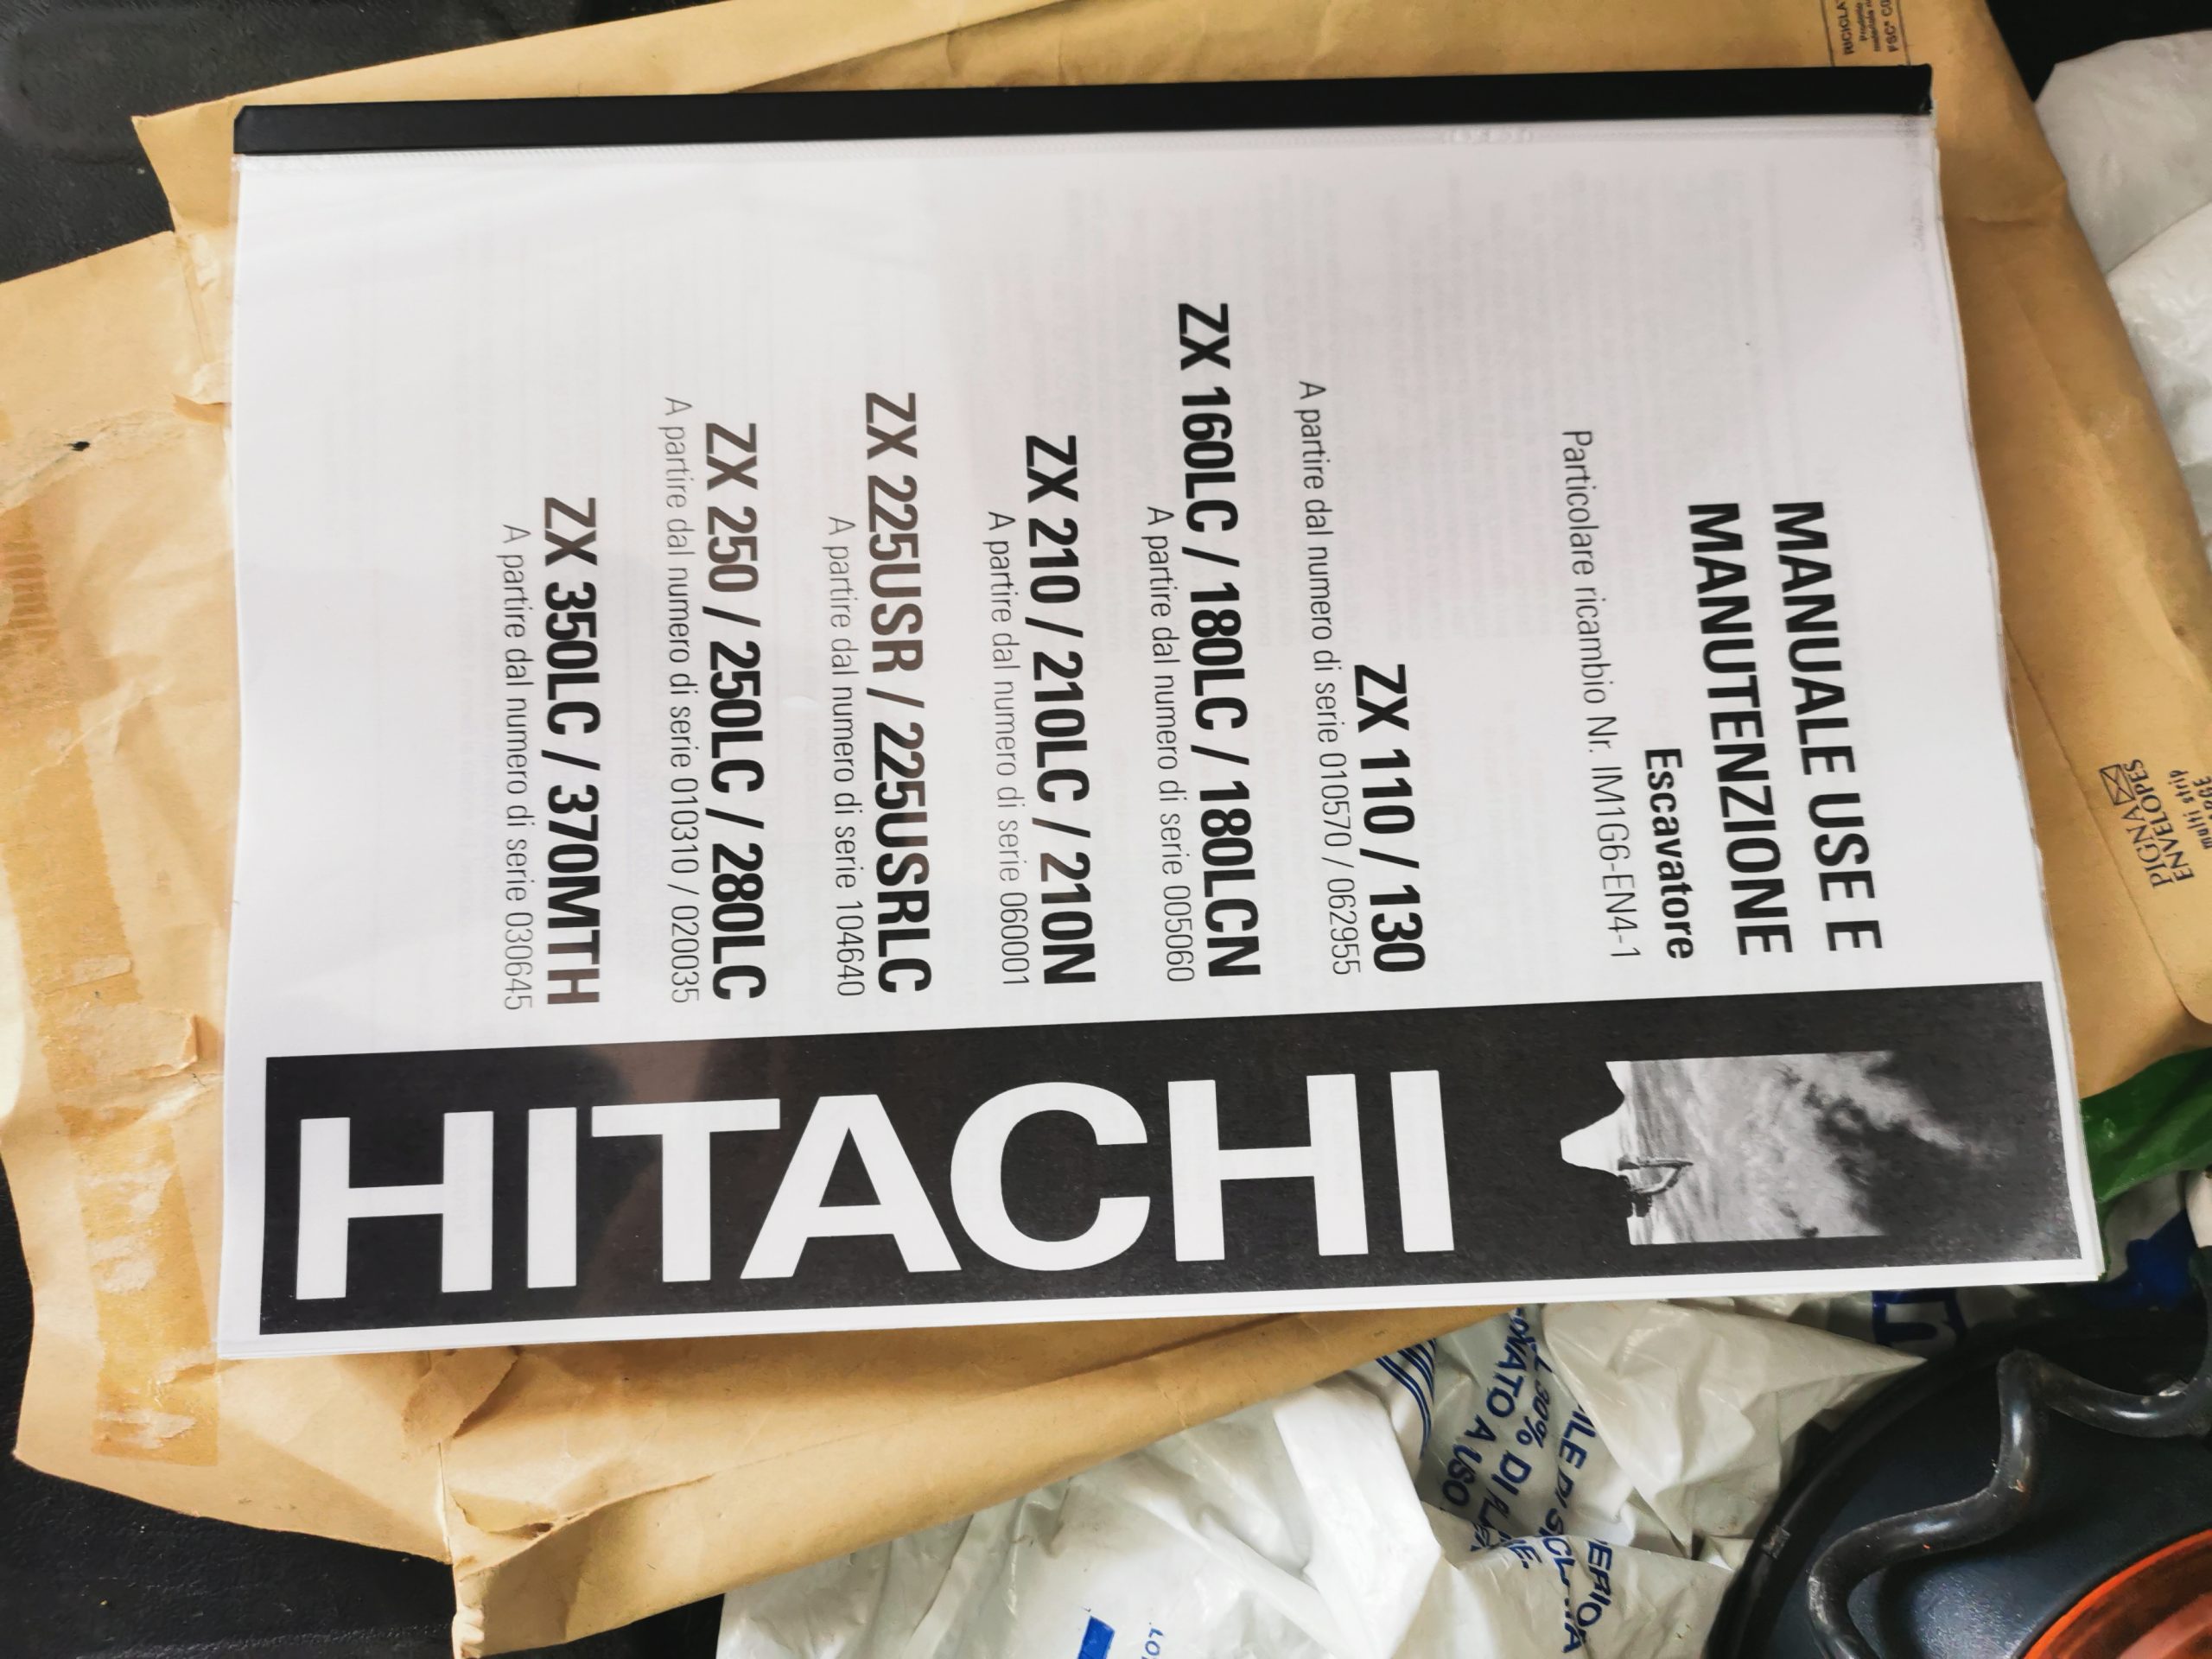 MANUALE USE E
MANUTENZIONE
Escavatore
Particolare ricambio Nr. IM1G6-EN4-1
ZX 110 / 130
A partire dal numero di serie 010570 / 062955
ZX 160LC / 180LC / 180LCN
A partire dal numero di serie 005060
ZX 210 / 210LC / 210N
A partire dal numero di serie 060001
ZX 225USR / 225USRLC
A partire dal numero di serie 104640
ZX 250 / 250LC / 280LC
A partire dal numero di serie 010310 / 020035
ZX 350LC / 370MTH
A partire dal numero di serie 030645
HITACHI
PIGNA
ENVELOPES
multi strip